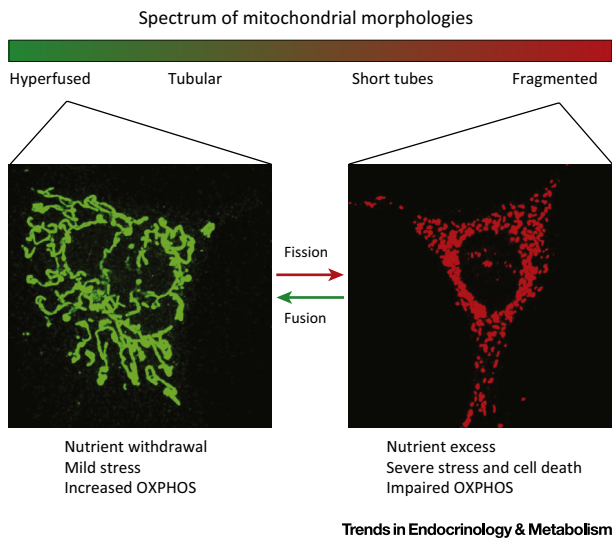 Spectrum of mitochondrial morphologies
Hyperfused Tubular Short tubes Fragmented
Fission
Fusion
Nutrient withdrawal
Mild stress
Increased OXPHOS
Nutrient excess
Severe stress and cell death
Impaired OXPHOS
Trends in Endocrinology & Metabolism